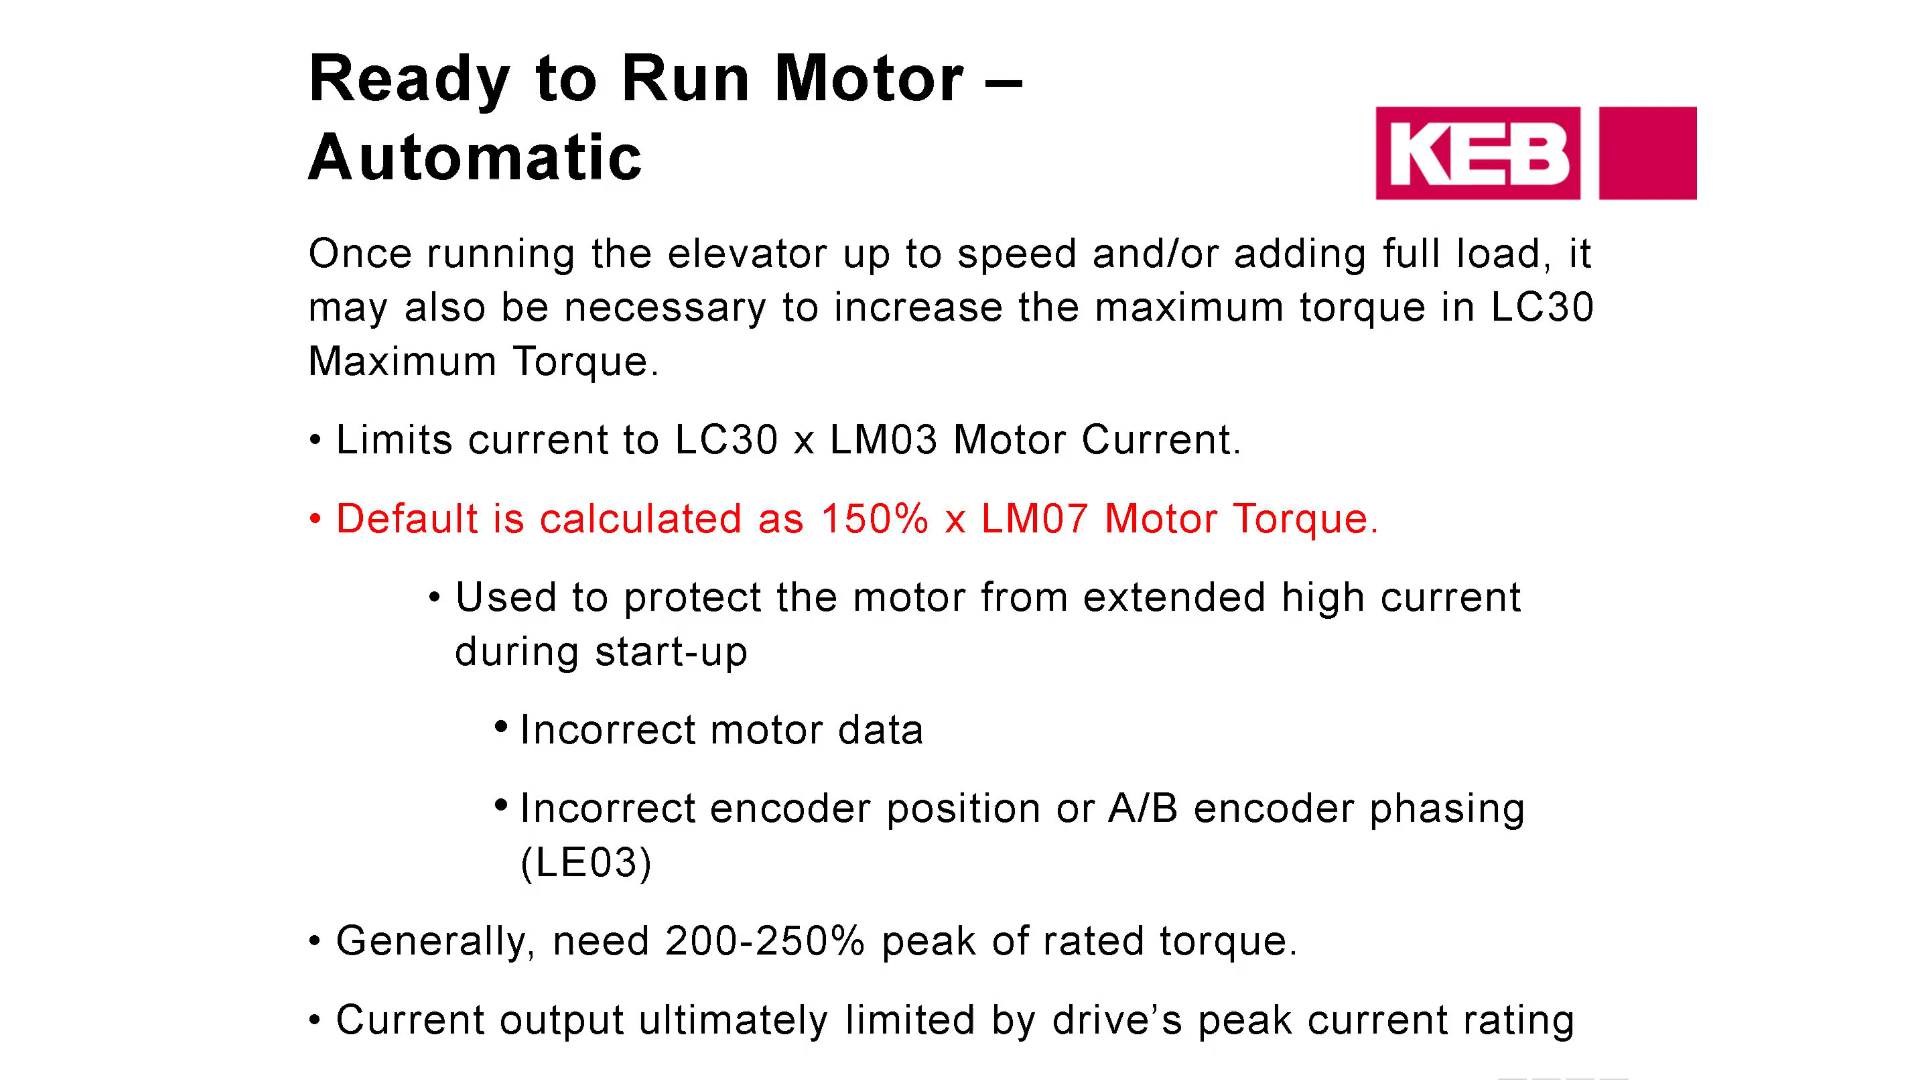 Ready to Run Motor –
Automatic
KEB
Once running the elevator up to speed and/or adding full load, it
may also be necessary to increase the maximum torque in LC30
Maximum Torque.
• Limits current to LC30 x LM03 Motor Current.
• Default is calculated as 150% x LM07 Motor Torque.
• Used to protect the motor from extended high current
during start-up
• Incorrect motor data
• Incorrect encoder position or A/B encoder phasing
(LE03)
• Generally, need 200-250% peak of rated torque.
• Current output ultimately limited by drive’s peak current rating